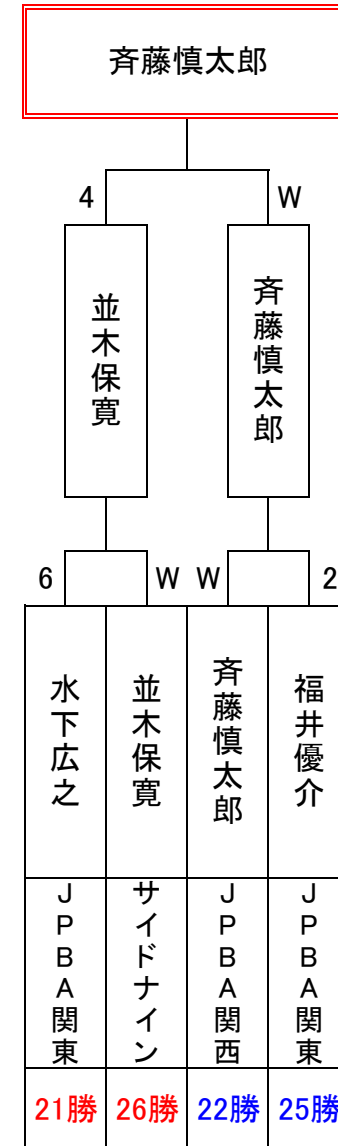 斉藤慎太郎
4 W
並木保寛
斉藤慎太郎
6 W W 2
水下広之
並木保寛
斉藤慎太郎
福井優介
JPBA関東
サイドナイン
JPBA関西
JPBA関東
21勝 26勝 22勝 25勝